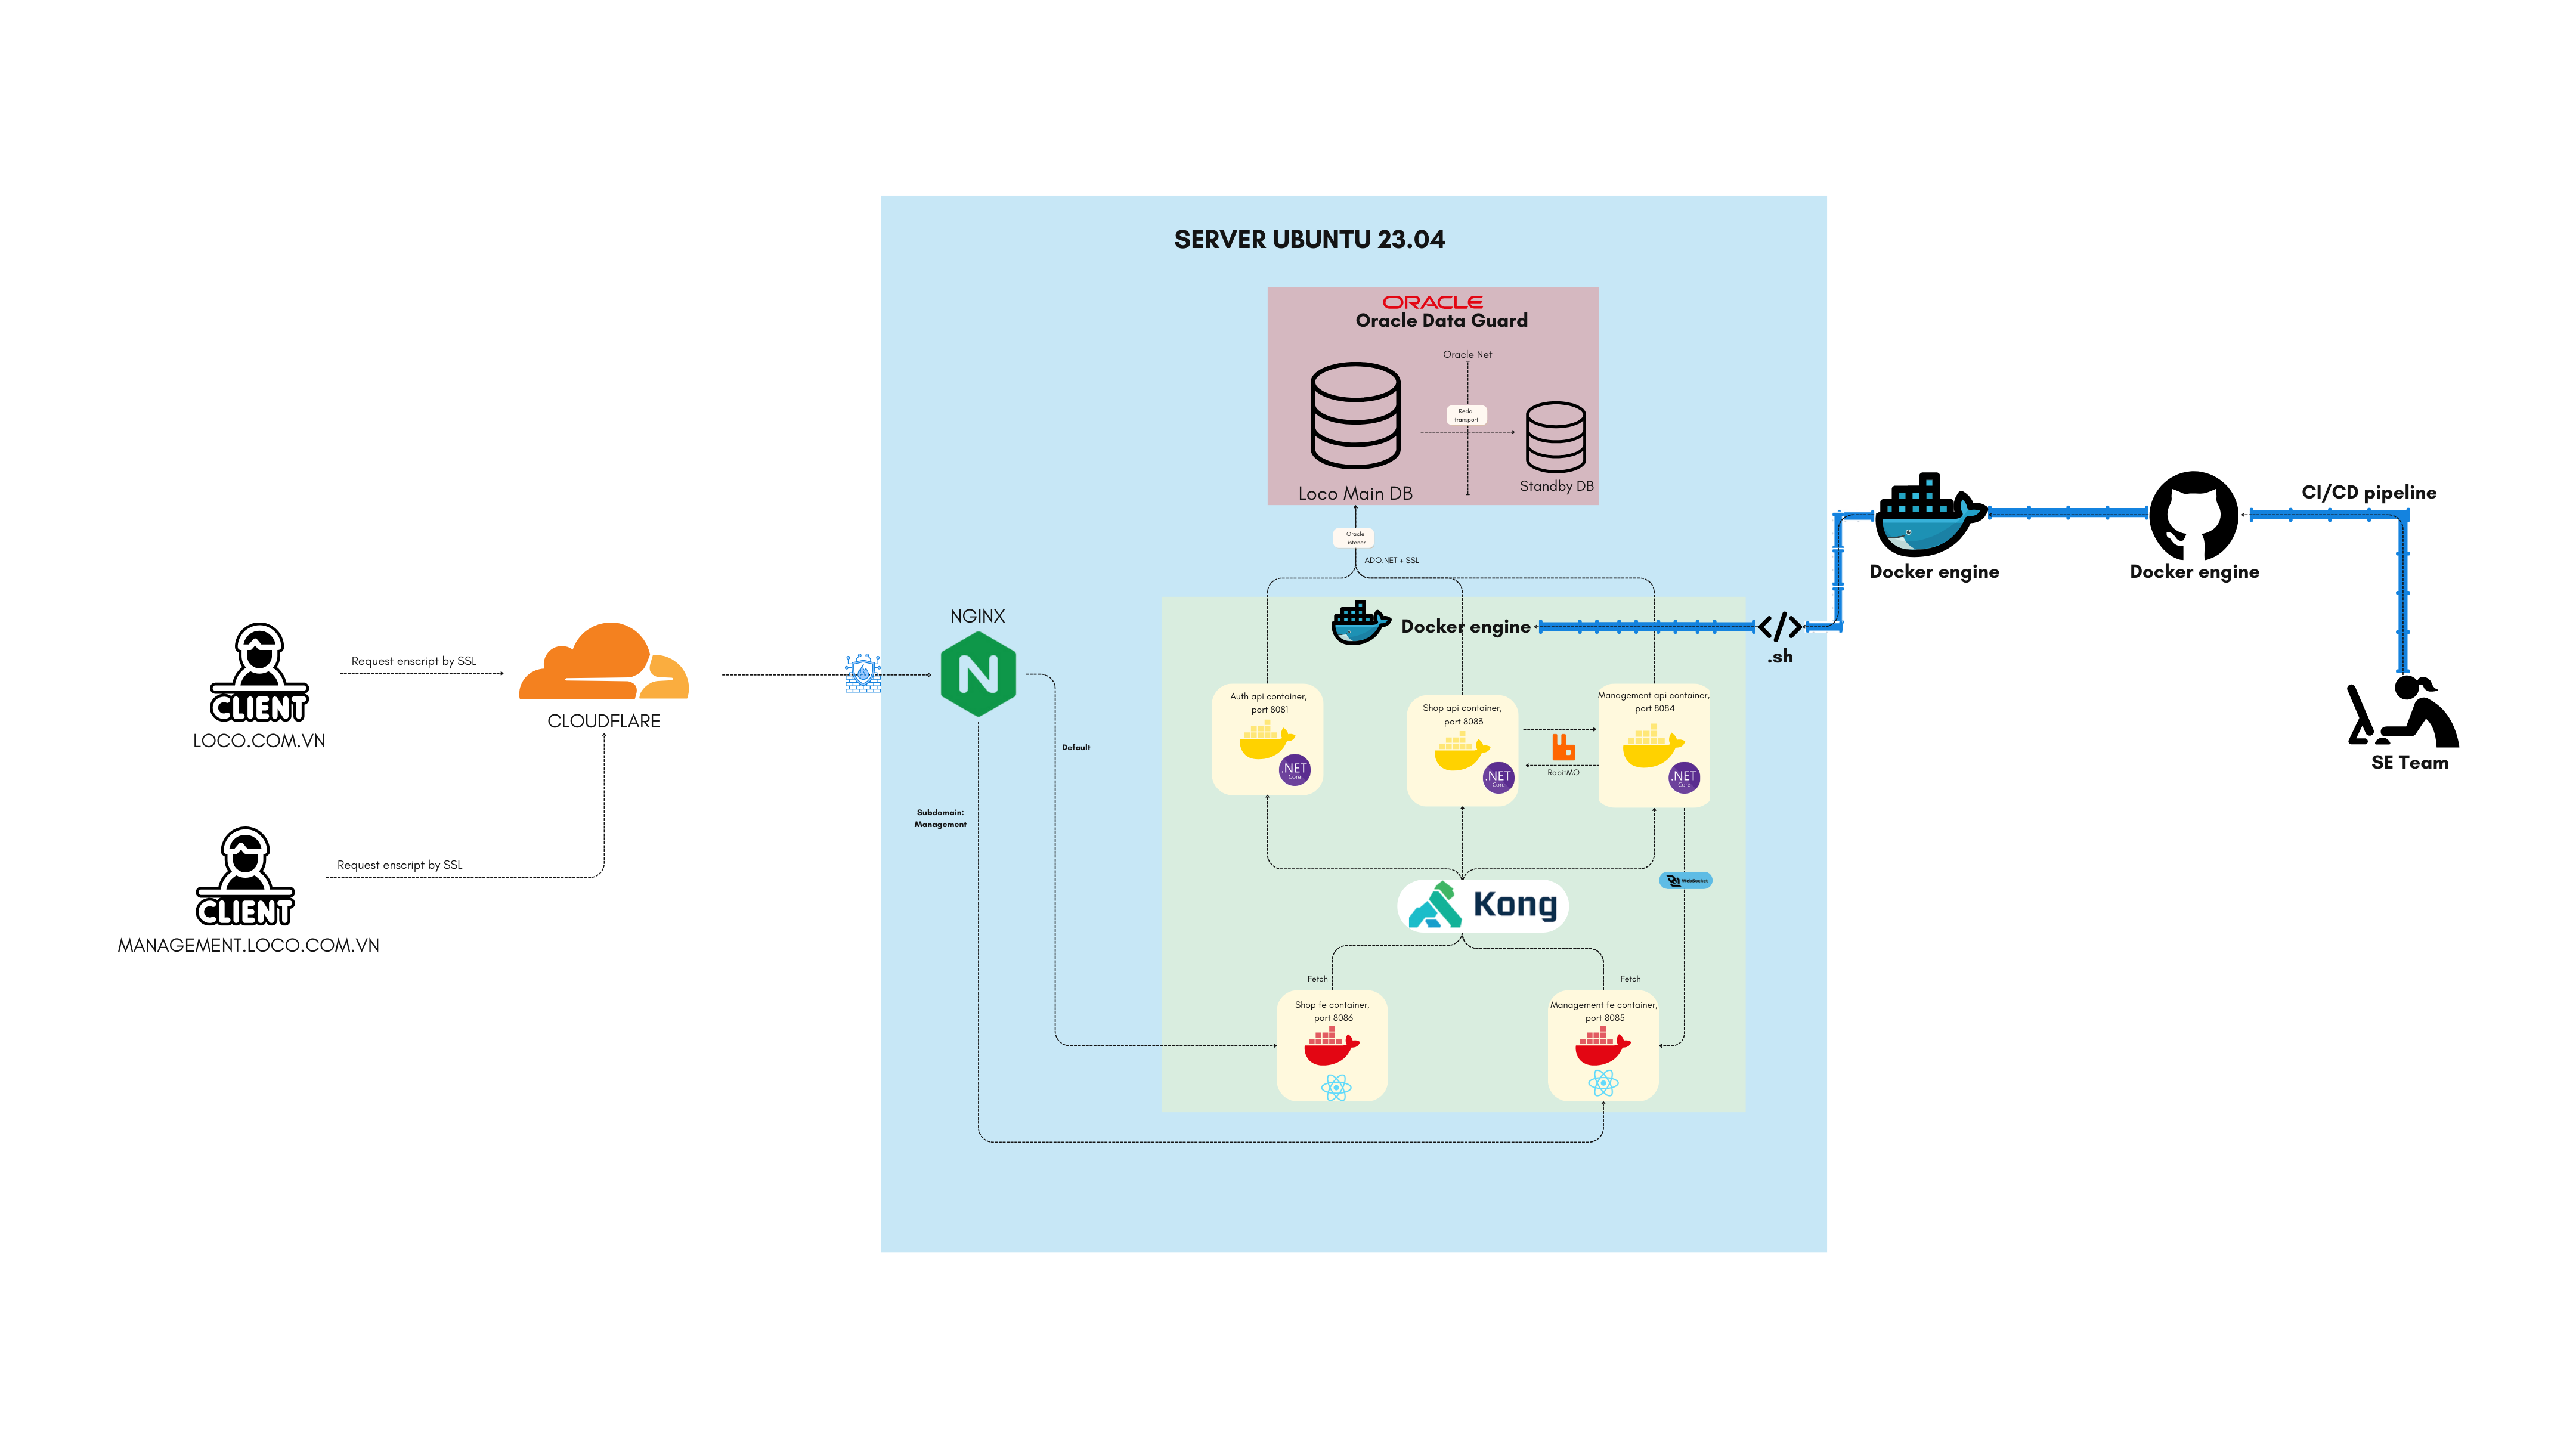 SERVER UBUNTU 23.04
ORACLE
Oracle Data Guard
Oracle Net
Redo
transport
Loco Main DB
Standby DB
Oracle
Listener
ADO.NET + SSL
CLIENT
LOCO.COM.VN
Request enscript by SSL
CLOUDFLARE
CLIENT
MANAGEMENT.LOCO.COM.VN
Request enscript by SSL
NGINX
N
Default
Subdomain:
Management
Docker engine
.sh
Docker engine
Docker engine
CI/CD pipeline
SE Team
Auth api container,
port 8081
.NET
Core
Shop api container,
port 8083
.NET
Core
RabitMQ
Management api container,
port 8084
.NET
Core
Kong
WebSocket
Fetch
Fetch
Shop fe container,
port 8086
Management fe container,
port 8085